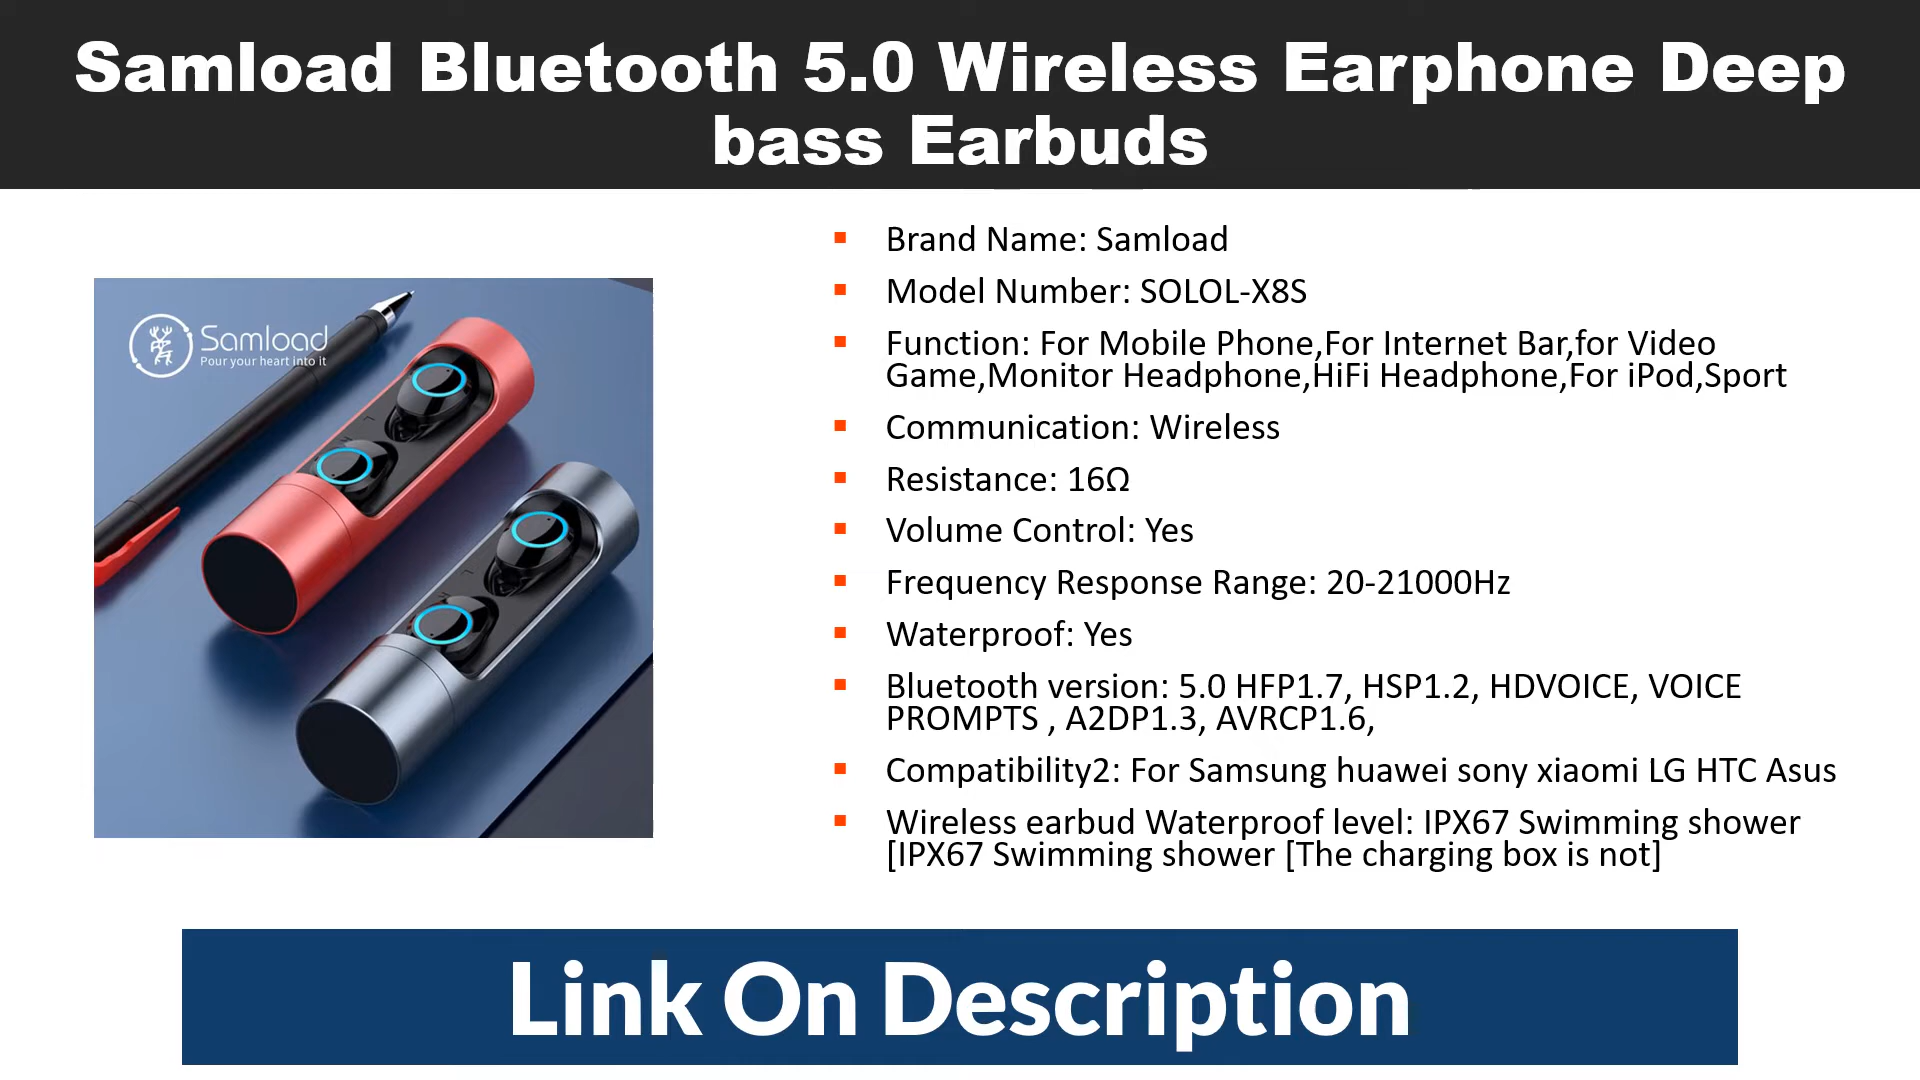 Samload Bluetooth 5.0 Wireless Earphone Deep
bass Earbuds
Samload
Pour your heart into it
Brand Name: Samload
Model Number: SOLOL-X8S
Function: For Mobile Phone,For Internet Bar,for Video
Game,Monitor Headphone,HiFi Headphone,For iPod,Sport
Communication: Wireless
Resistance: 16Ω
Volume Control: Yes
Frequency Response Range: 20-21000Hz
Waterproof: Yes
Bluetooth version: 5.0 HFP1.7, HSP1.2, HDVOICE, VOICE
PROMPTS , A2DP1.3, AVRCP1.6,
Compatibility2: For Samsung huawei sony xiaomi LG HTC Asus
Wireless earbud Waterproof level: IPX67 Swimming shower
[IPX67 Swimming shower [The charging box is not]
Link On Description